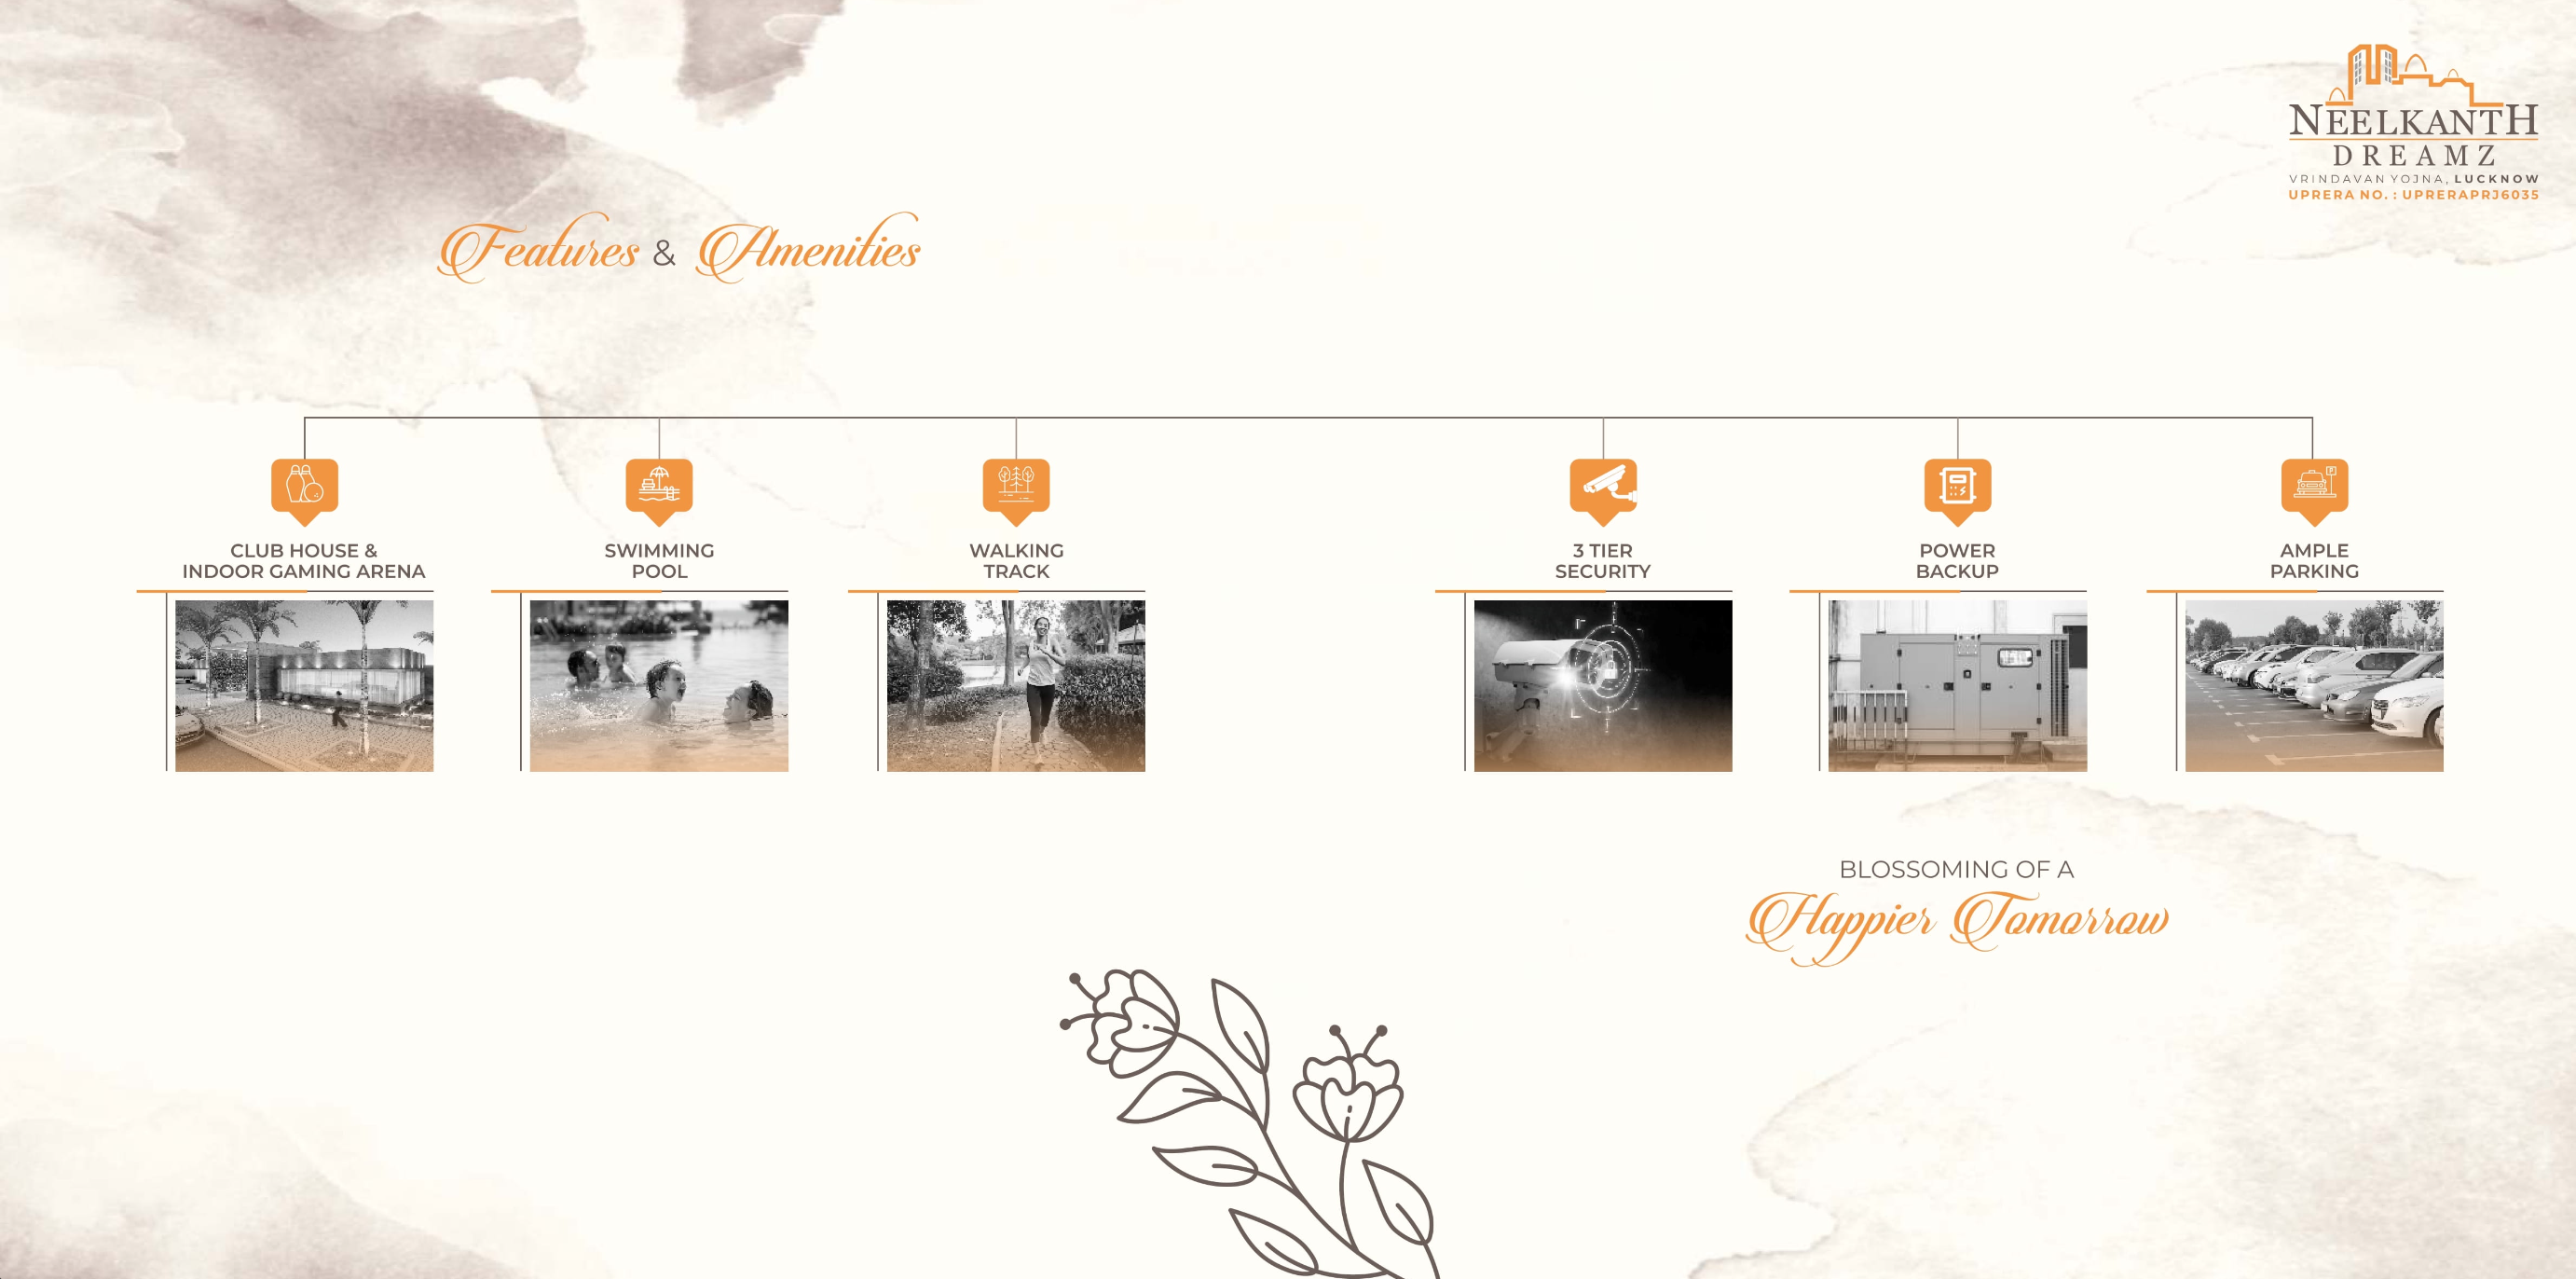 NEELKANTH
DREAMZ
VRINDAVAN YOJNA, LUCKNOW
UPRERA NO. : UPRERAPRJ6035
Features & Amenities
CLUB HOUSE &
INDOOR GAMING ARENA
SWIMMING
POOL
WALKING
TRACK
3 TIER
SECURITY
POWER
BACKUP
P
AMPLE
PARKING
BLOSSOMING OF A
Happier Tomorrow